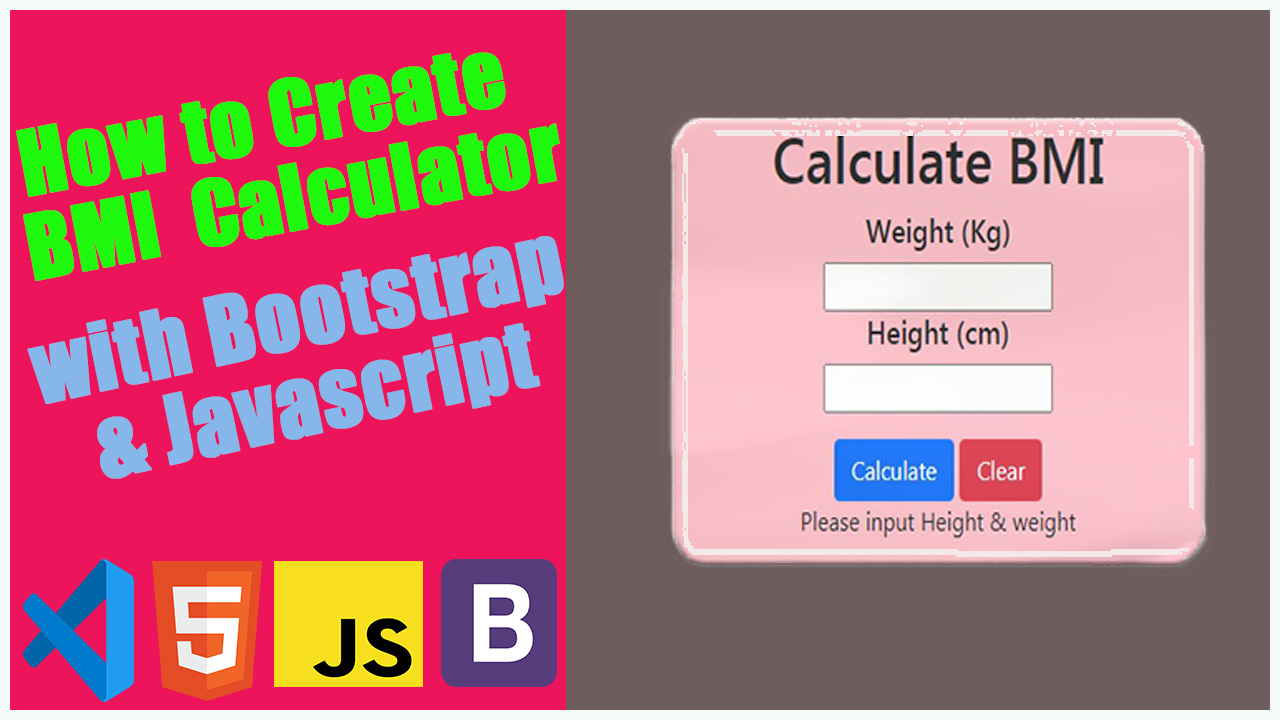 How to Create
BMI Calculator
with Bootstrap
& Javascript
5
JS
B
Calculate BMI
Weight (Kg)
Height (cm)
Calculate Clear
Please input Height & weight